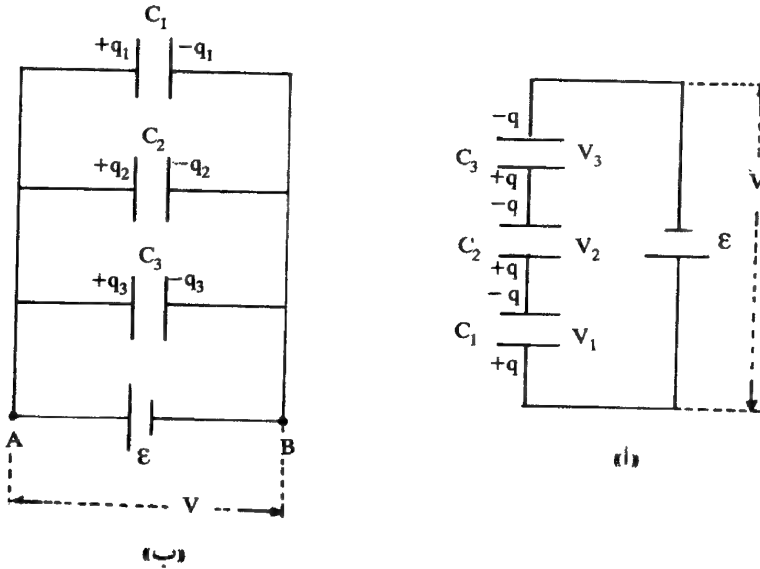 C₁
+q₁ −q₁
C₂
+q₂ −q₂
C₃
+q₃ −q₃
A ε B
V
(ب)
−q
C₃ V₃
+q
−q
C₂ V₂
+q
−q
C₁ V₁
+q
ε
V
(أ)